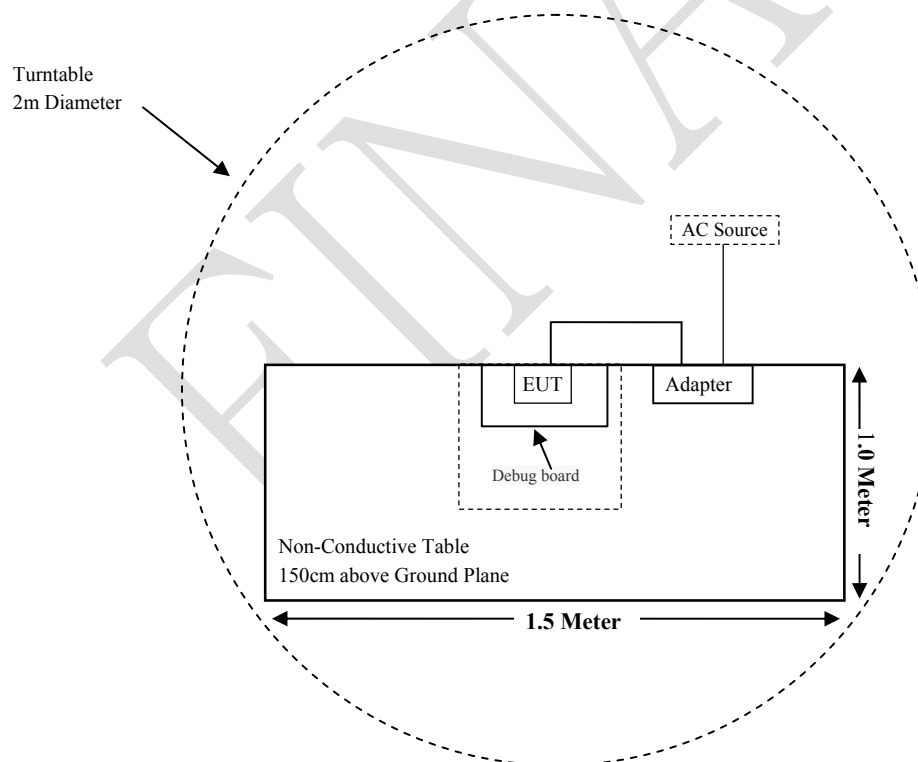 Turntable
2m Diameter
AC Source
EUT
Adapter
Debug board
1.0 Meter
Non-Conductive Table
150cm above Ground Plane
1.5 Meter
FINA